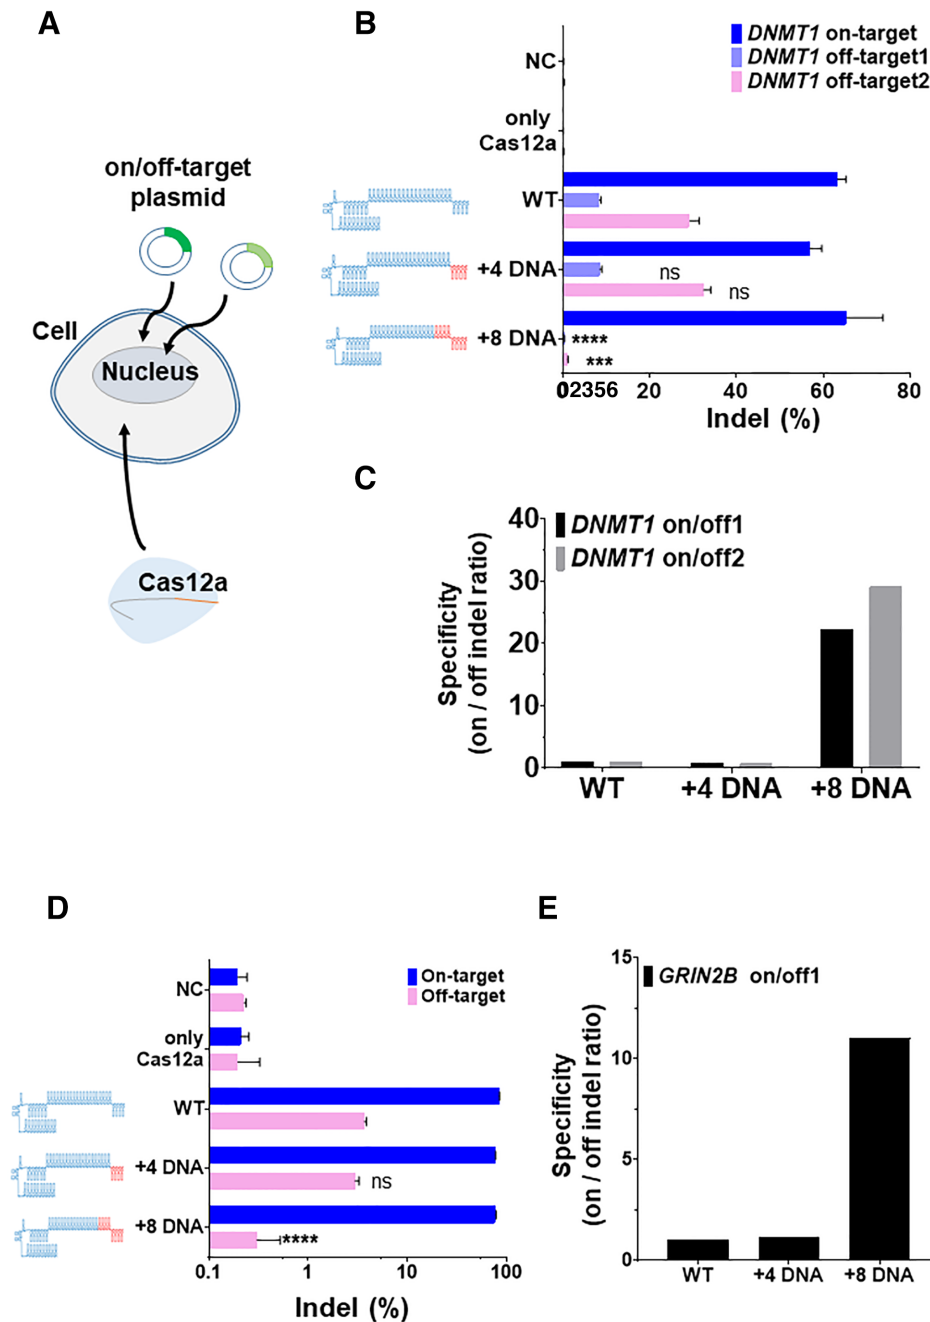 A
on/off-target
plasmid
Cell
Nucleus
Cas12a
B
DNMT1 on-target
DNMT1 off-target1
DNMT1 off-target2
NC
only
Cas12a
WT
+4 DNA
ns
ns
+8 DNA
****
***
02356 20 40 60 80
Indel (%)
C
DNMT1 on/off1
DNMT1 on/off2
Specificity
(on / off indel ratio)
40
30
20
10
0
WT +4 DNA +8 DNA
D
On-target
Off-target
NC
only
Cas12a
WT
+4 DNA
ns
+8 DNA
****
0.1 1 10 100
Indel (%)
E
GRIN2B on/off1
Specificity
(on / off indel ratio)
15
10
5
0
WT +4 DNA +8 DNA